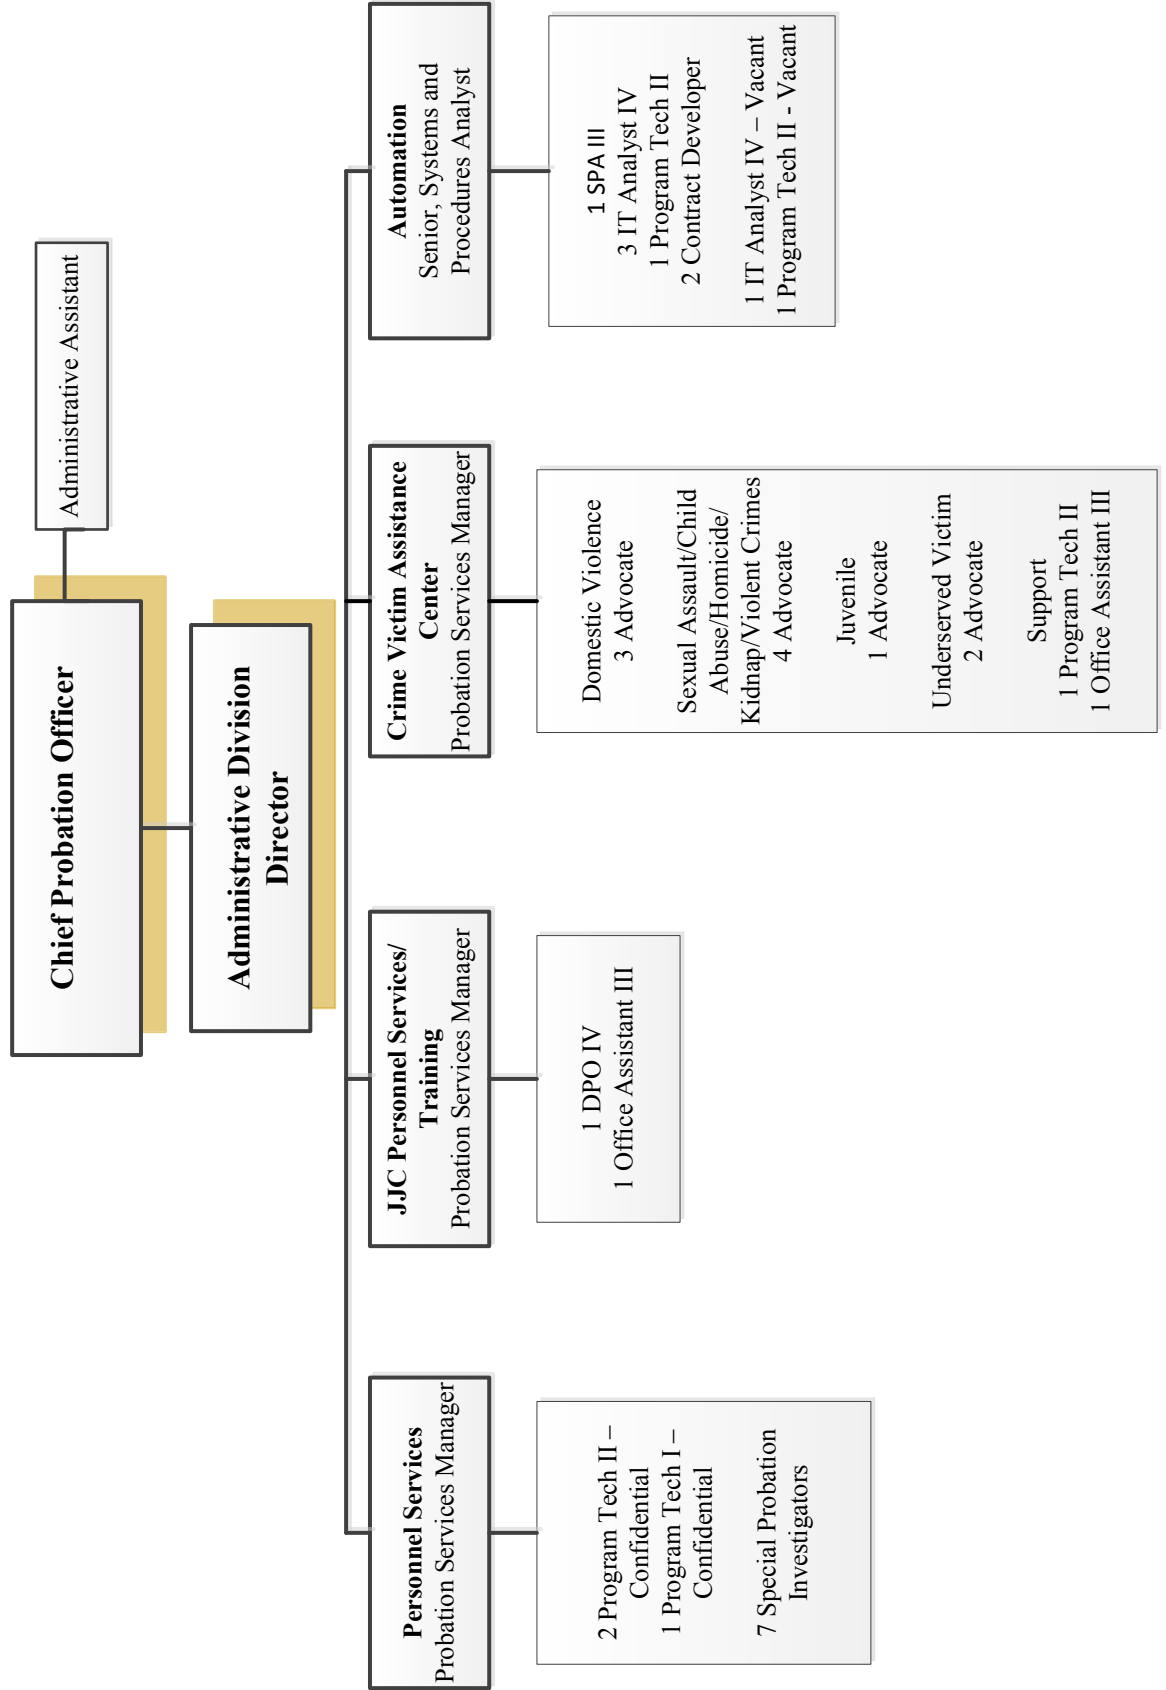 Chief Probation Officer
Administrative Assistant
Administrative Division
Director
Personnel Services
Probation Services Manager
2 Program Tech II –
Confidential
1 Program Tech I –
Confidential
7 Special Probation
Investigators
JJC Personnel Services/
Training
Probation Services Manager
1 DPO IV
1 Office Assistant III
Crime Victim Assistance
Center
Probation Services Manager
Domestic Violence
3 Advocate
Sexual Assault/Child
Abuse/Homicide/
Kidnap/Violent Crimes
4 Advocate
Juvenile
1 Advocate
Underserved Victim
2 Advocate
Support
1 Program Tech II
1 Office Assistant III
Automation
Senior, Systems and
Procedures Analyst
1 SPA III
3 IT Analyst IV
1 Program Tech II
2 Contract Developer
1 IT Analyst IV – Vacant
1 Program Tech II - Vacant